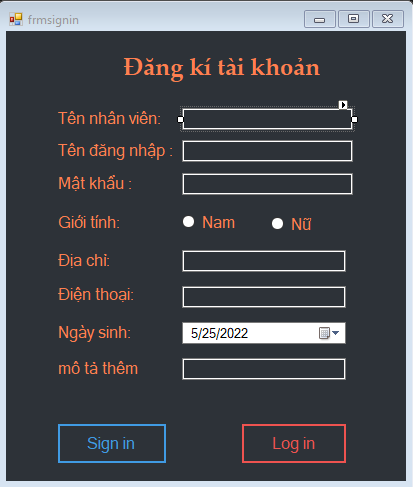 frmsignin
Đăng kí tài khoản
Tên nhân viên:
Tên đăng nhập :
Mật khẩu :
Giới tính: Nam Nữ
Địa chỉ:
Điện thoại:
Ngày sinh: 5/25/2022
mô tả thêm
Sign in Log in